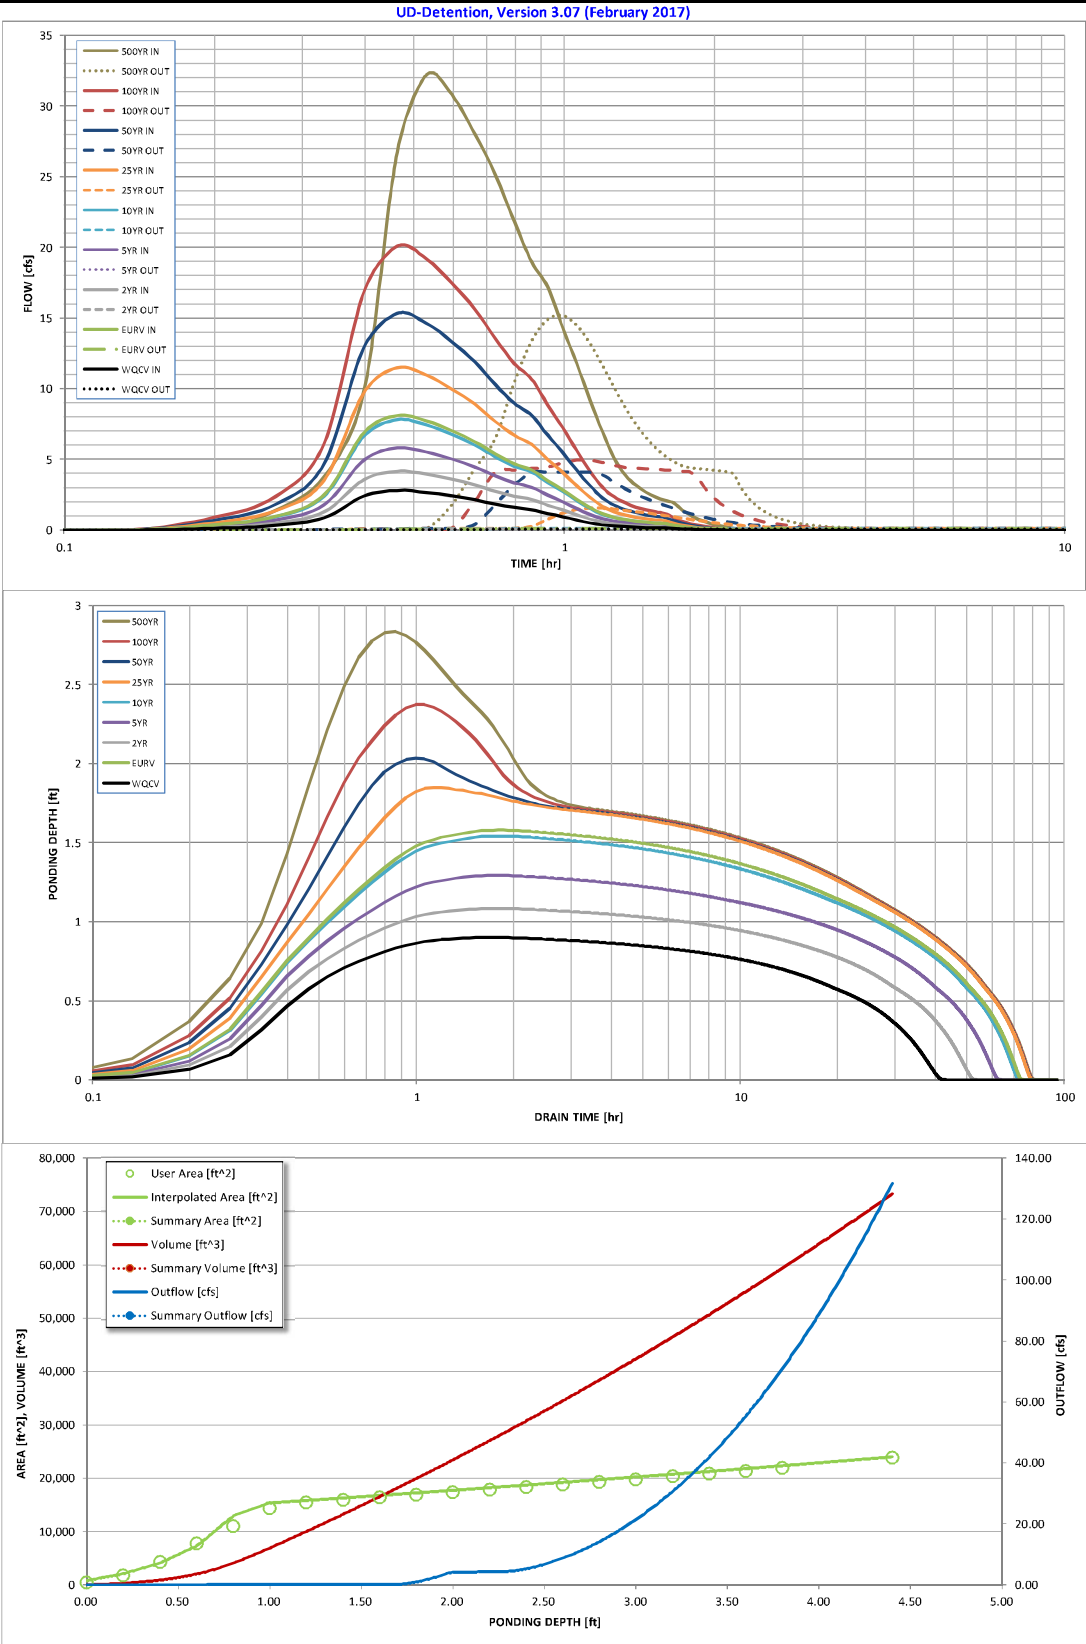 UD-Detention, Version 3.07 (February 2017)
35
30
25
20
15
10
5
0
FLOW [cfs]
500YR IN
500YR OUT
100YR IN
100YR OUT
50YR IN
50YR OUT
25YR IN
25YR OUT
10YR IN
10YR OUT
5YR IN
5YR OUT
2YR IN
2YR OUT
EURV IN
EURV OUT
WQCV IN
WQCV OUT
0.1 1 10
TIME [hr]
3
2.5
2
1.5
1
0.5
0
PONDING DEPTH [ft]
500YR
100YR
50YR
25YR
10YR
5YR
2YR
EURV
WQCV
0.1 1 10 100
DRAIN TIME [hr]
80,000
70,000
60,000
50,000
40,000
30,000
20,000
10,000
0
AREA [ft^2], VOLUME [ft^3]
User Area [ft^2]
Interpolated Area [ft^2]
Summary Area [ft^2]
Volume [ft^3]
Summary Volume [ft^3]
Outflow [cfs]
Summary Outflow [cfs]
140.00
120.00
100.00
80.00
60.00
40.00
20.00
0.00
OUTFLOW [cfs]
0.00 0.50 1.00 1.50 2.00 2.50 3.00 3.50 4.00 4.50 5.00
PONDING DEPTH [ft]